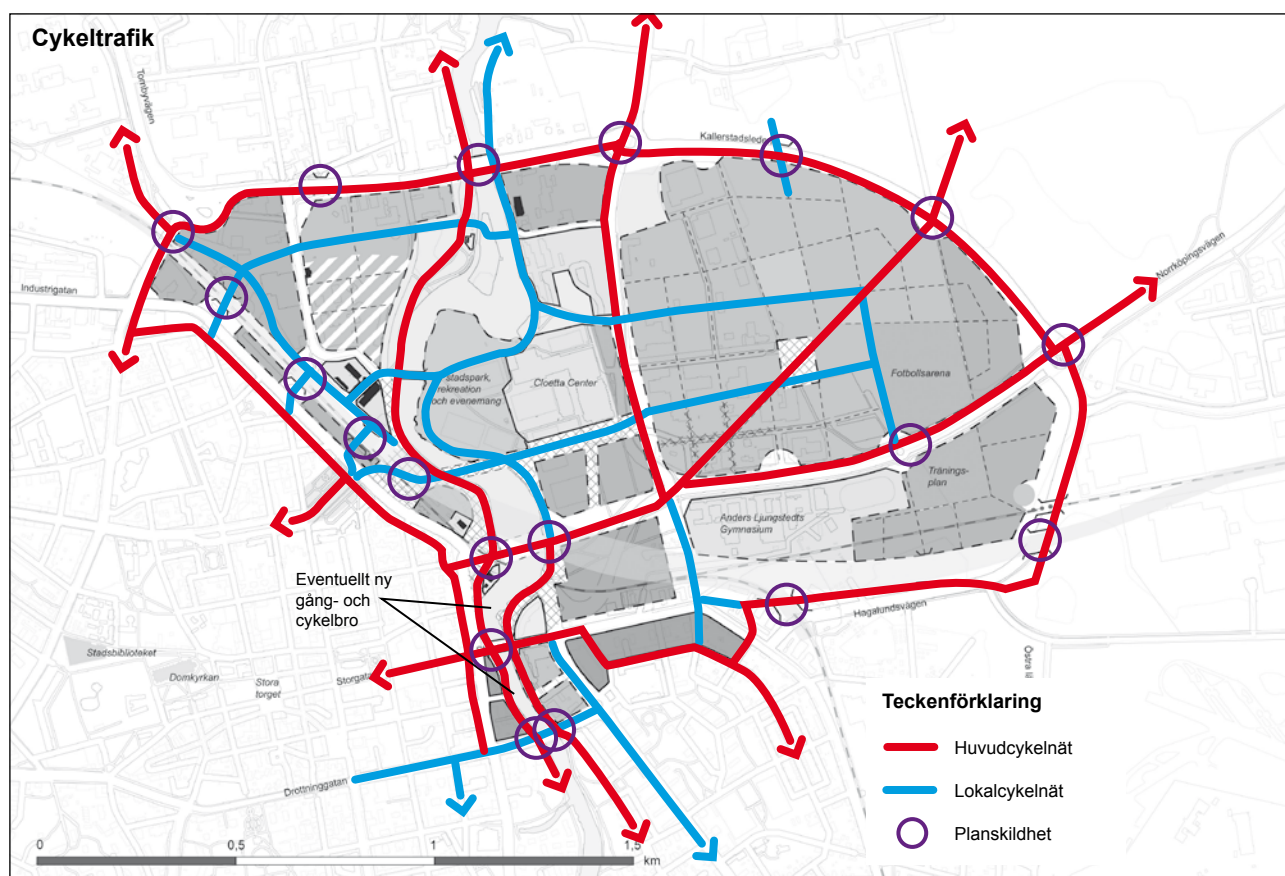 Cykeltrafik
Tornbyvägen
Kallerstadsleden
Industrigatan
Norrköpingsvägen
stadspark,
rekreation
och evenemang
Cloetta Center
Fotbollsarena
Tränings-
plan
Anders Ljungstedts
Gymnasium
Eventuellt ny
gång- och
cykelbro
Hagalundsvägen
Stadsbiblioteket
Domkyrkan
Stora
torget
Storgatan
Drottninggatan
Östra
Teckenförklaring
Huvudcykelnät
Lokalcykelnät
Planskildhet
0 0,5 1 1,5
km